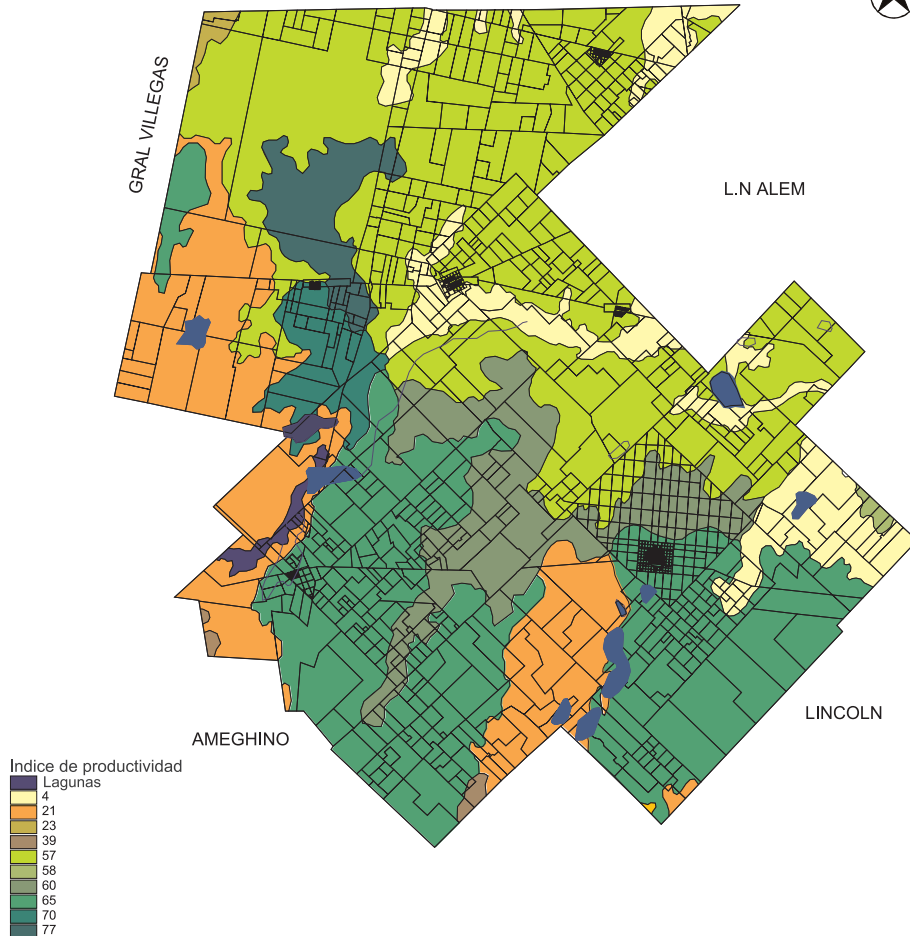 GRAL VILLEGAS
L.N ALEM
LINCOLN
AMEGHINO
Indice de productividad
Lagunas
4
21
23
39
57
58
60
65
70
77